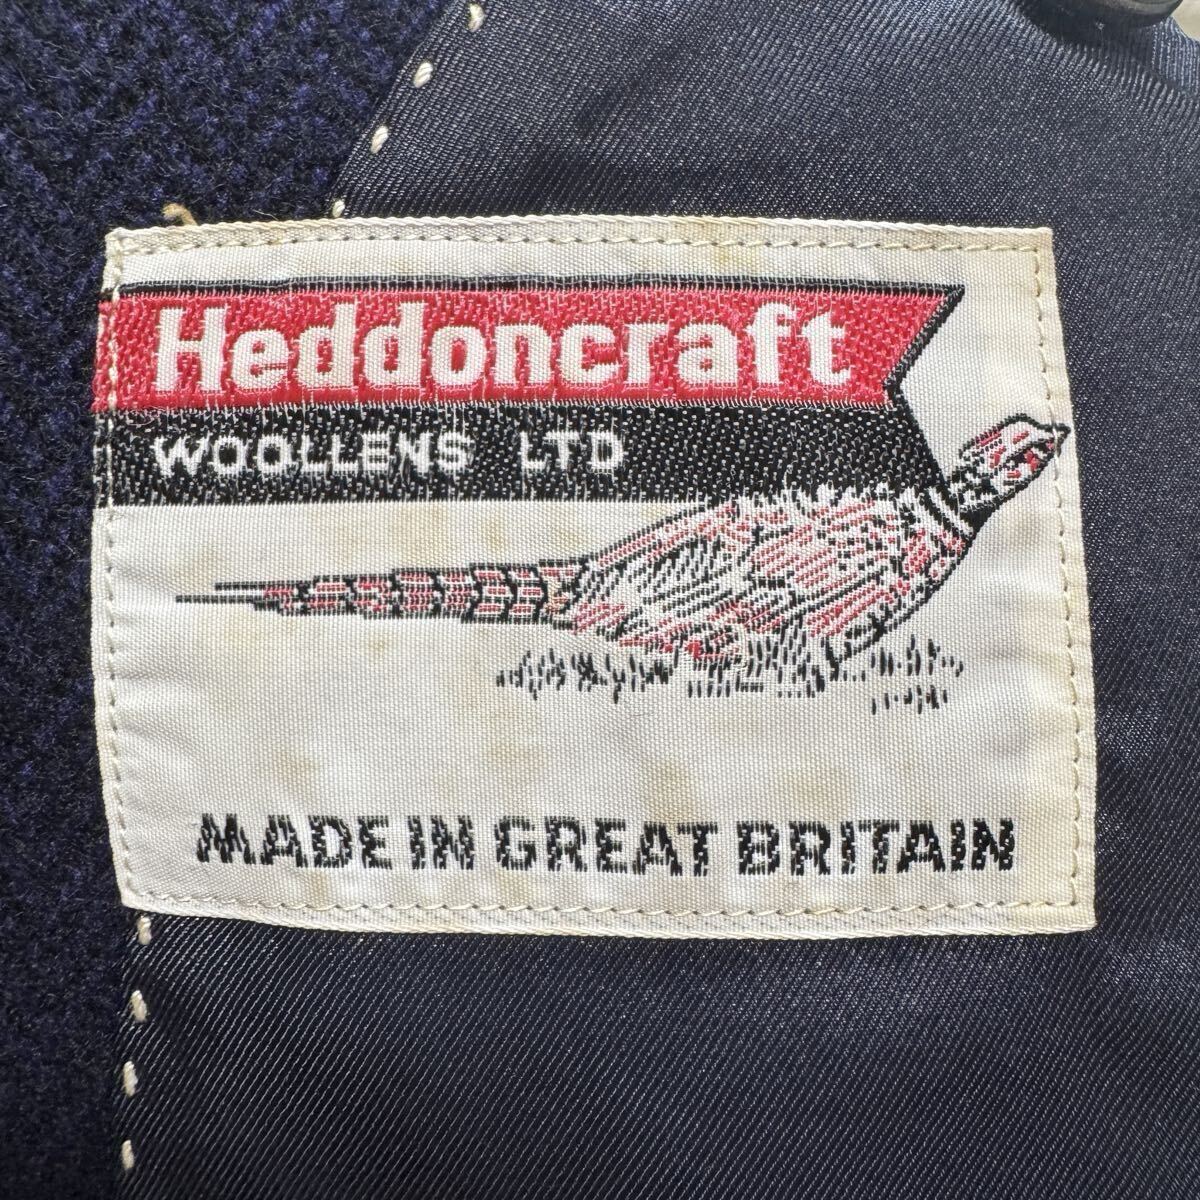 Heddoncraft
WOOLLENS LTD
MADE IN GREAT BRITAIN